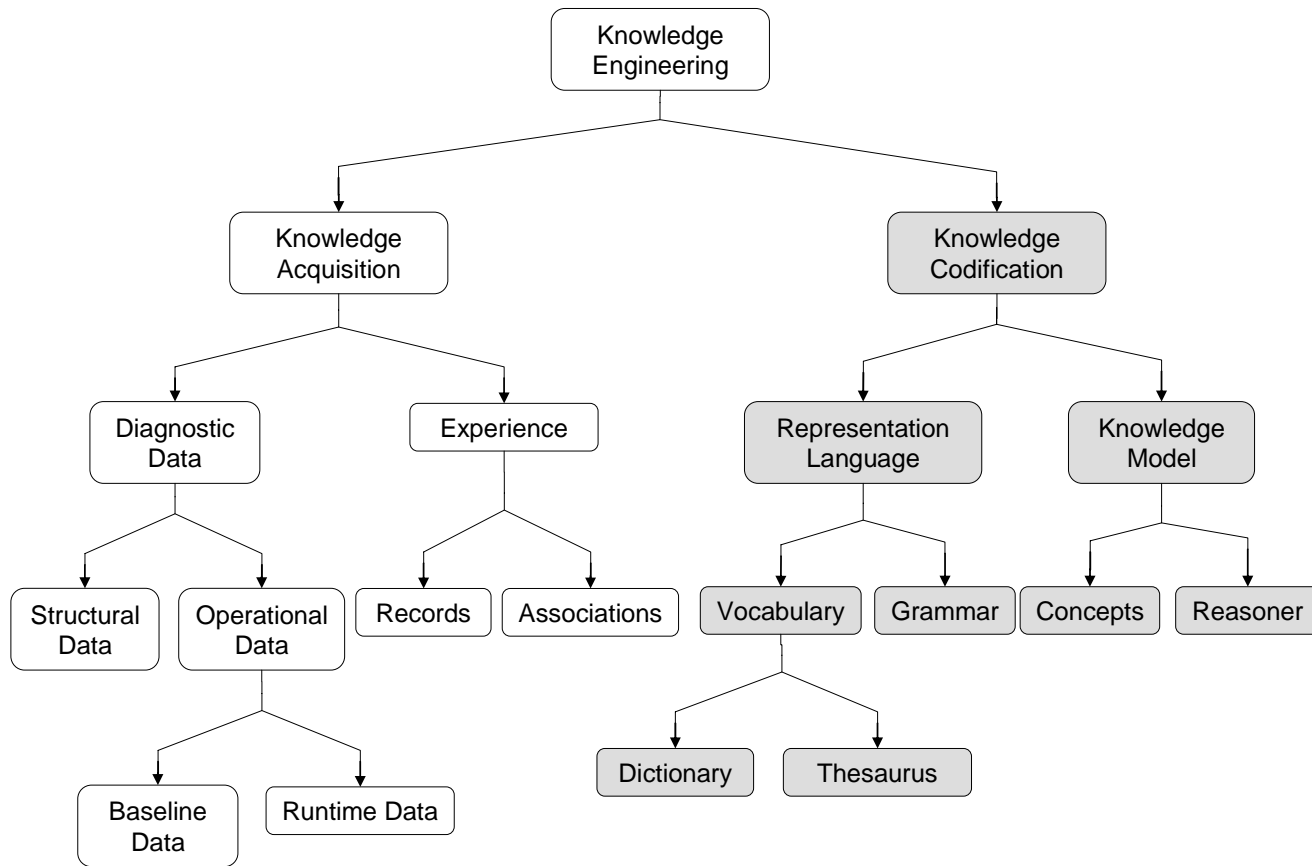 Knowledge
Engineering
Knowledge
Acquisition
Knowledge
Codification
Diagnostic
Data
Experience
Representation
Language
Knowledge
Model
Structural
Data
Operational
Data
Records
Associations
Vocabulary
Grammar
Concepts
Reasoner
Baseline
Data
Runtime Data
Dictionary
Thesaurus